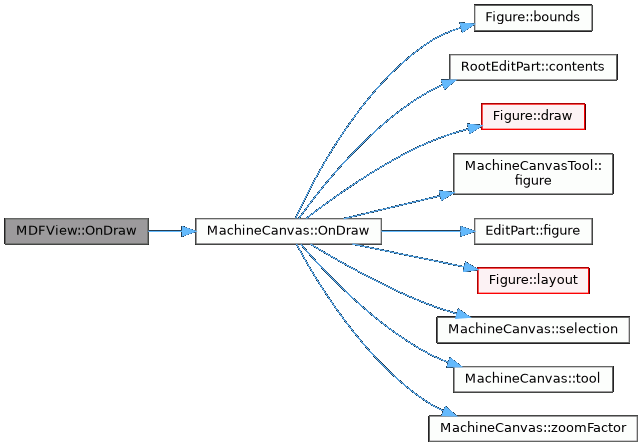 MDFView::OnDraw
MachineCanvas::OnDraw
Figure::bounds
RootEditPart::contents
Figure::draw
MachineCanvasTool::
figure
EditPart::figure
Figure::layout
MachineCanvas::selection
MachineCanvas::tool
MachineCanvas::zoomFactor